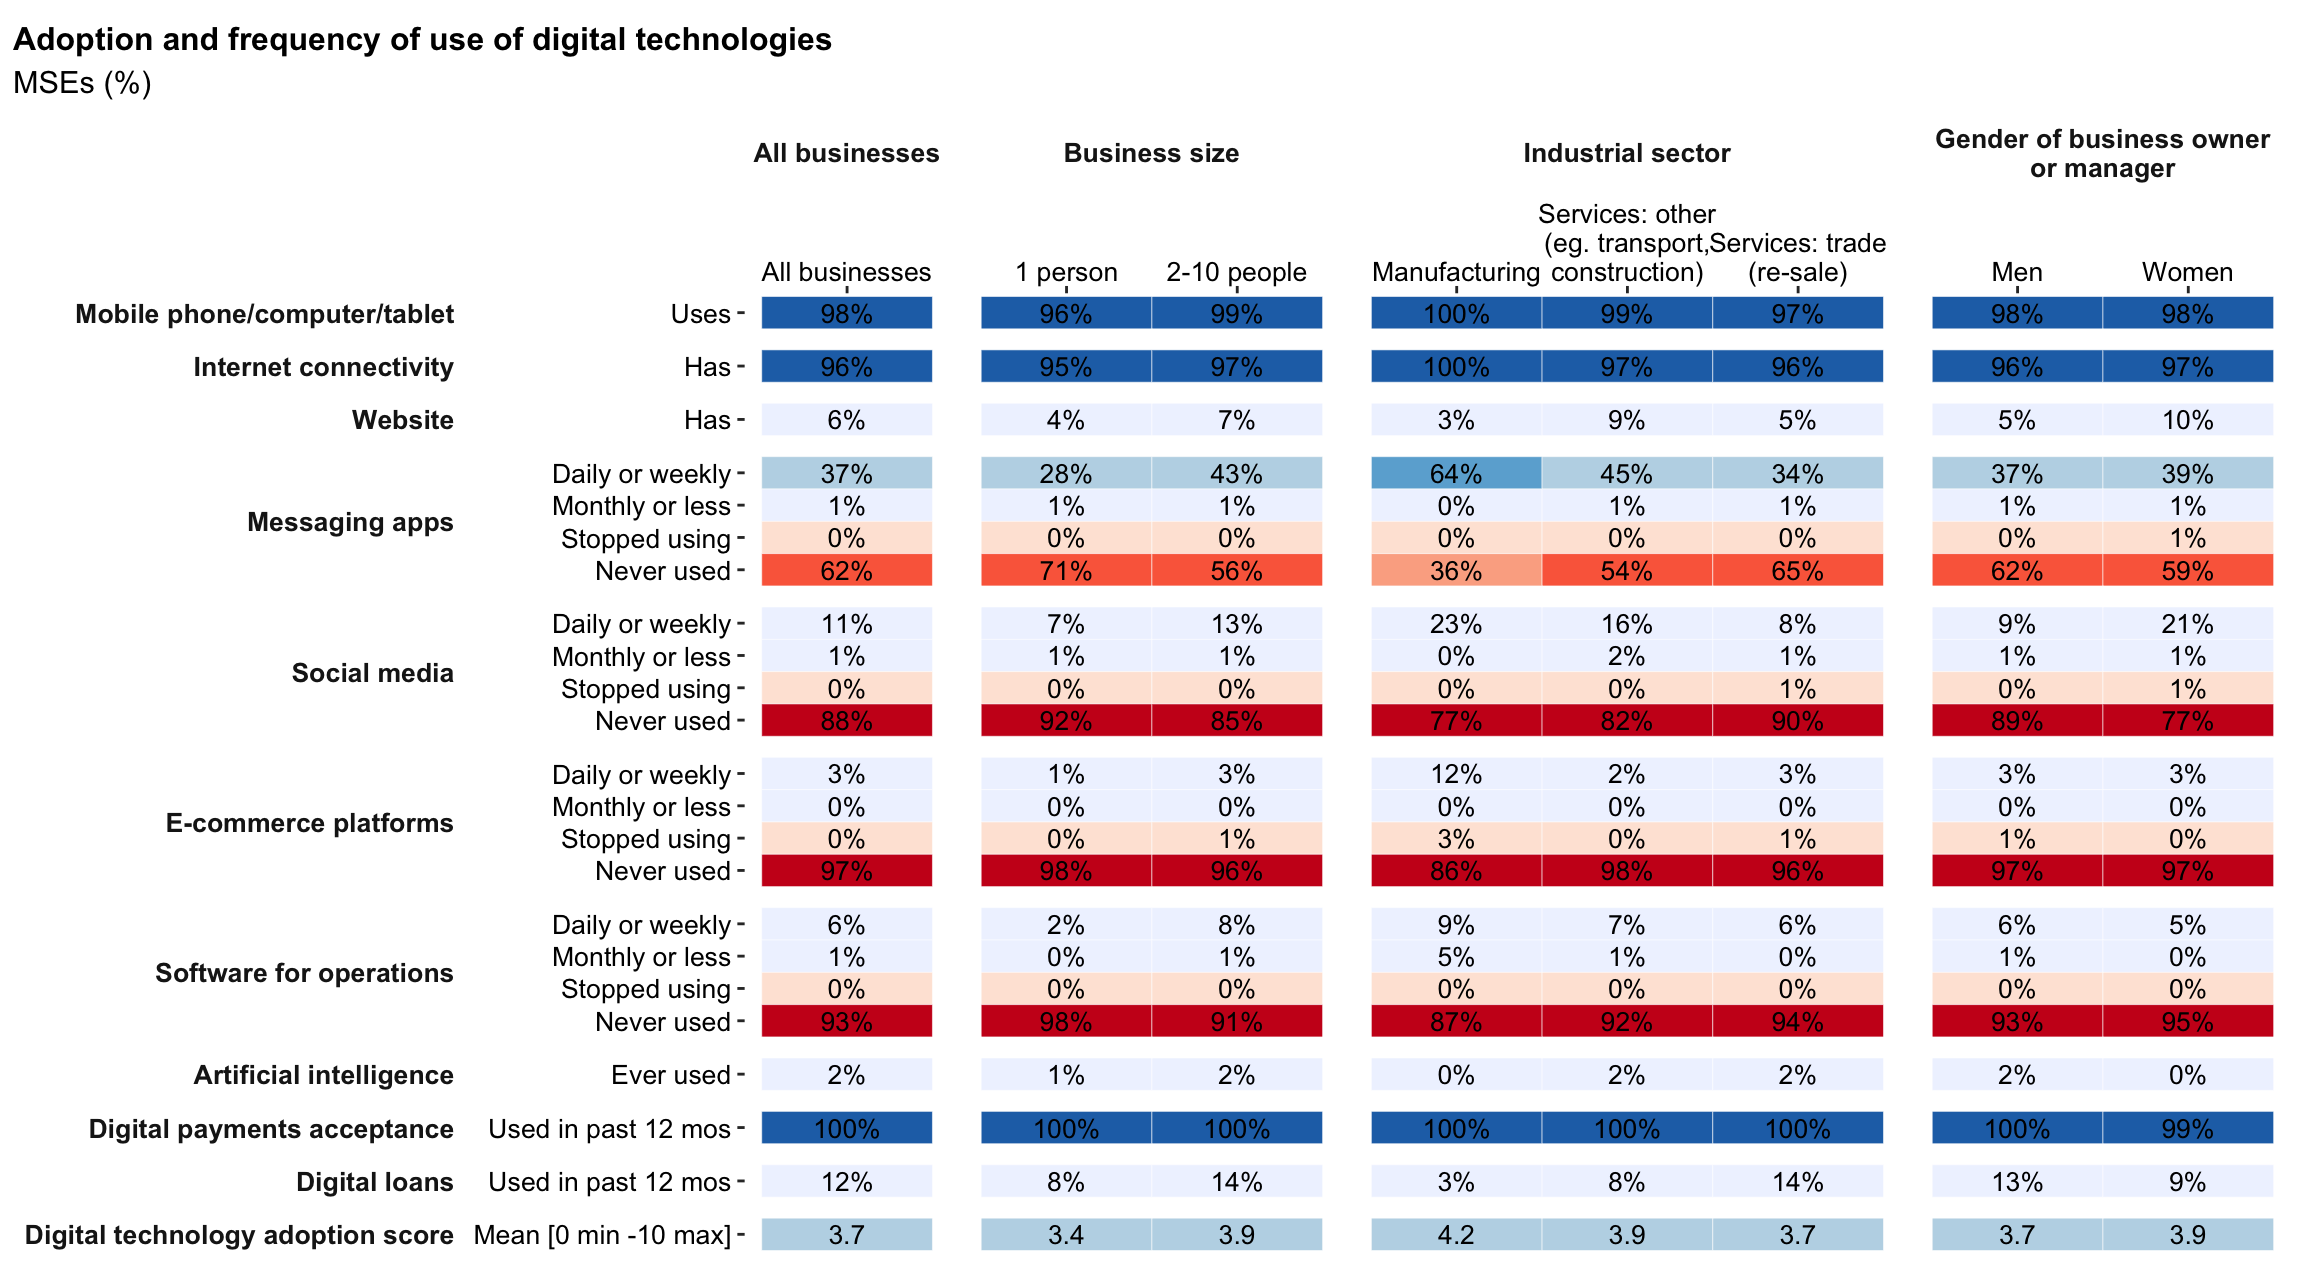 Adoption and frequency of use of digital technologies
MSEs (%)
All businesses Business size Industrial sector Gender of business owner
or manager
Services: other
(eg. transport, Services: trade
All businesses 1 person 2-10 people Manufacturing construction) (re-sale) Men Women
Mobile phone/computer/tablet Uses 98% 96% 99% 100% 99% 97% 98% 98%
Internet connectivity Has 96% 95% 97% 100% 97% 96% 96% 97%
Website Has 6% 4% 7% 3% 9% 5% 5% 10%
Messaging apps
Daily or weekly 37% 28% 43% 64% 45% 34% 37% 39%
Monthly or less 1% 1% 1% 0% 1% 1% 1% 1%
Stopped using 0% 0% 0% 0% 0% 0% 0% 1%
Never used 62% 71% 56% 36% 54% 65% 62% 59%
Social media
Daily or weekly 11% 7% 13% 23% 16% 8% 9% 21%
Monthly or less 1% 1% 1% 0% 2% 1% 1% 1%
Stopped using 0% 0% 0% 0% 0% 1% 0% 1%
Never used 88% 92% 85% 77% 82% 90% 89% 77%
E-commerce platforms
Daily or weekly 3% 1% 3% 12% 2% 3% 3% 3%
Monthly or less 0% 0% 0% 0% 0% 0% 0% 0%
Stopped using 0% 0% 1% 3% 0% 1% 1% 0%
Never used 97% 98% 96% 86% 98% 96% 97% 97%
Software for operations
Daily or weekly 6% 2% 8% 9% 7% 6% 6% 5%
Monthly or less 1% 0% 1% 5% 1% 0% 1% 0%
Stopped using 0% 0% 0% 0% 0% 0% 0% 0%
Never used 93% 98% 91% 87% 92% 94% 93% 95%
Artificial intelligence Ever used 2% 1% 2% 0% 2% 2% 2% 0%
Digital payments acceptance Used in past 12 mos 100% 100% 100% 100% 100% 100% 100% 99%
Digital loans Used in past 12 mos 12% 8% 14% 3% 8% 14% 13% 9%
Digital technology adoption score Mean [0 min -10 max] 3.7 3.4 3.9 4.2 3.9 3.7 3.7 3.9